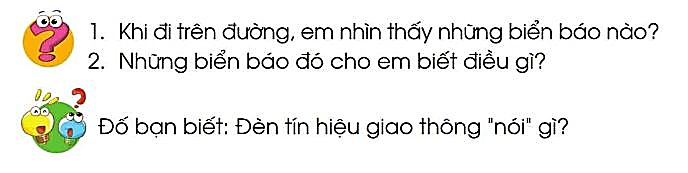 1. Khi đi trên đường, em nhìn thấy những biển báo nào?
2. Những biển báo đó cho em biết điều gì?
Đố bạn biết: Đèn tín hiệu giao thông "nói" gì?